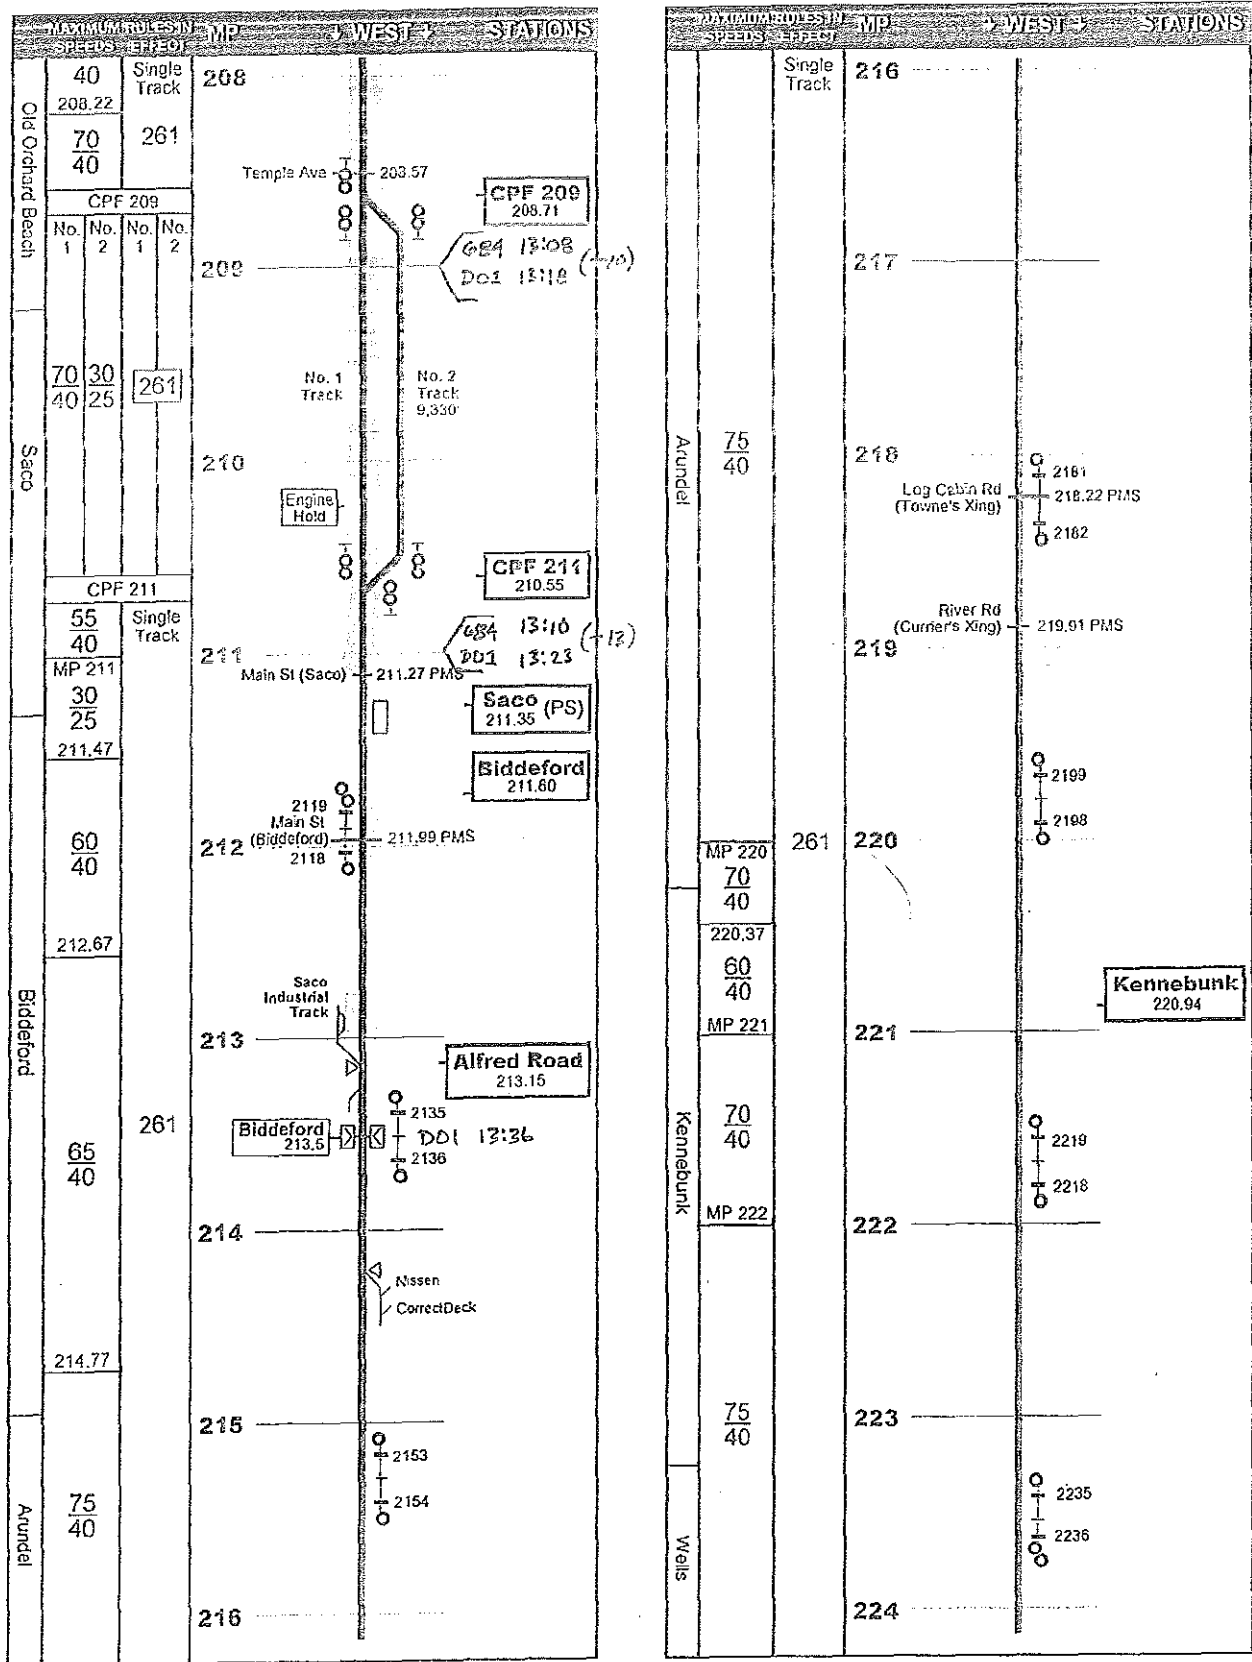 MAXIMUM SPEEDS RULES IN EFFECT MP WEST STATIONS
Old Orchard Beach
40
Single Track
208
208.22
70
40
261
Temple Ave
208.57
CPF 209
208.71
CPF 209
No. 1
No. 2
No. 1
No. 2
684 13:08
D01 13:18
209
Saco
70
40
30
25
261
No. 1 Track
No. 2 Track 9,330'
210
Engine Hold
CPF 211
210.55
CPF 211
55
40
Single Track
684 13:10
D01 13:23
(-13)
211
MP 211
Main St (Saco)
211.27 PMS
30
25
Saco (PS)
211.35
211.47
Biddeford
211.60
2119
Main St (Biddeford)
211.99 PMS
2118
60
40
212
212.67
Biddeford
Saco Industrial Track
213
Alfred Road
213.15
261
2135
Biddeford
213.5
D01 13:36
2136
65
40
214
Nissen
CorrectDeck
214.77
215
2153
2154
Arundel
75
40
216
MAXIMUM SPEEDS RULES IN EFFECT MP WEST STATIONS
Single Track
216
217
Arundel
75
40
218
2181
Log Cabin Rd (Towne's Xing)
218.22 PMS
2182
River Rd (Currier's Xing)
219.91 PMS
219
2199
2198
MP 220
261
220
70
40
220.37
60
40
Kennebunk
220.94
MP 221
221
Kennebunk
70
40
2219
2218
MP 222
222
75
40
223
Wells
2235
2236
224